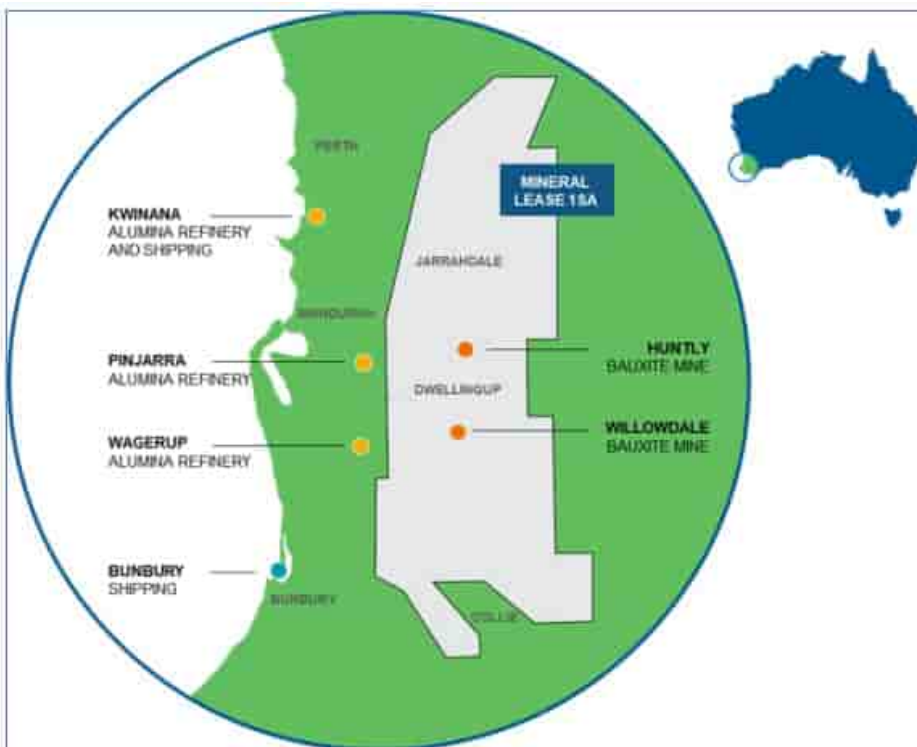 PERTH
MINERAL
LEASE 1SA
KWINANA
ALUMINA REFINERY
AND SHIPPING
JARRAHDALE
MANDURAH
PINJARRA
ALUMINA REFINERY
HUNTLY
BAUXITE MINE
DWELLINGUP
WAGERUP
ALUMINA REFINERY
WILLOWDALE
BAUXITE MINE
BUNBURY
SHIPPING
BUNBURY
COLLIE